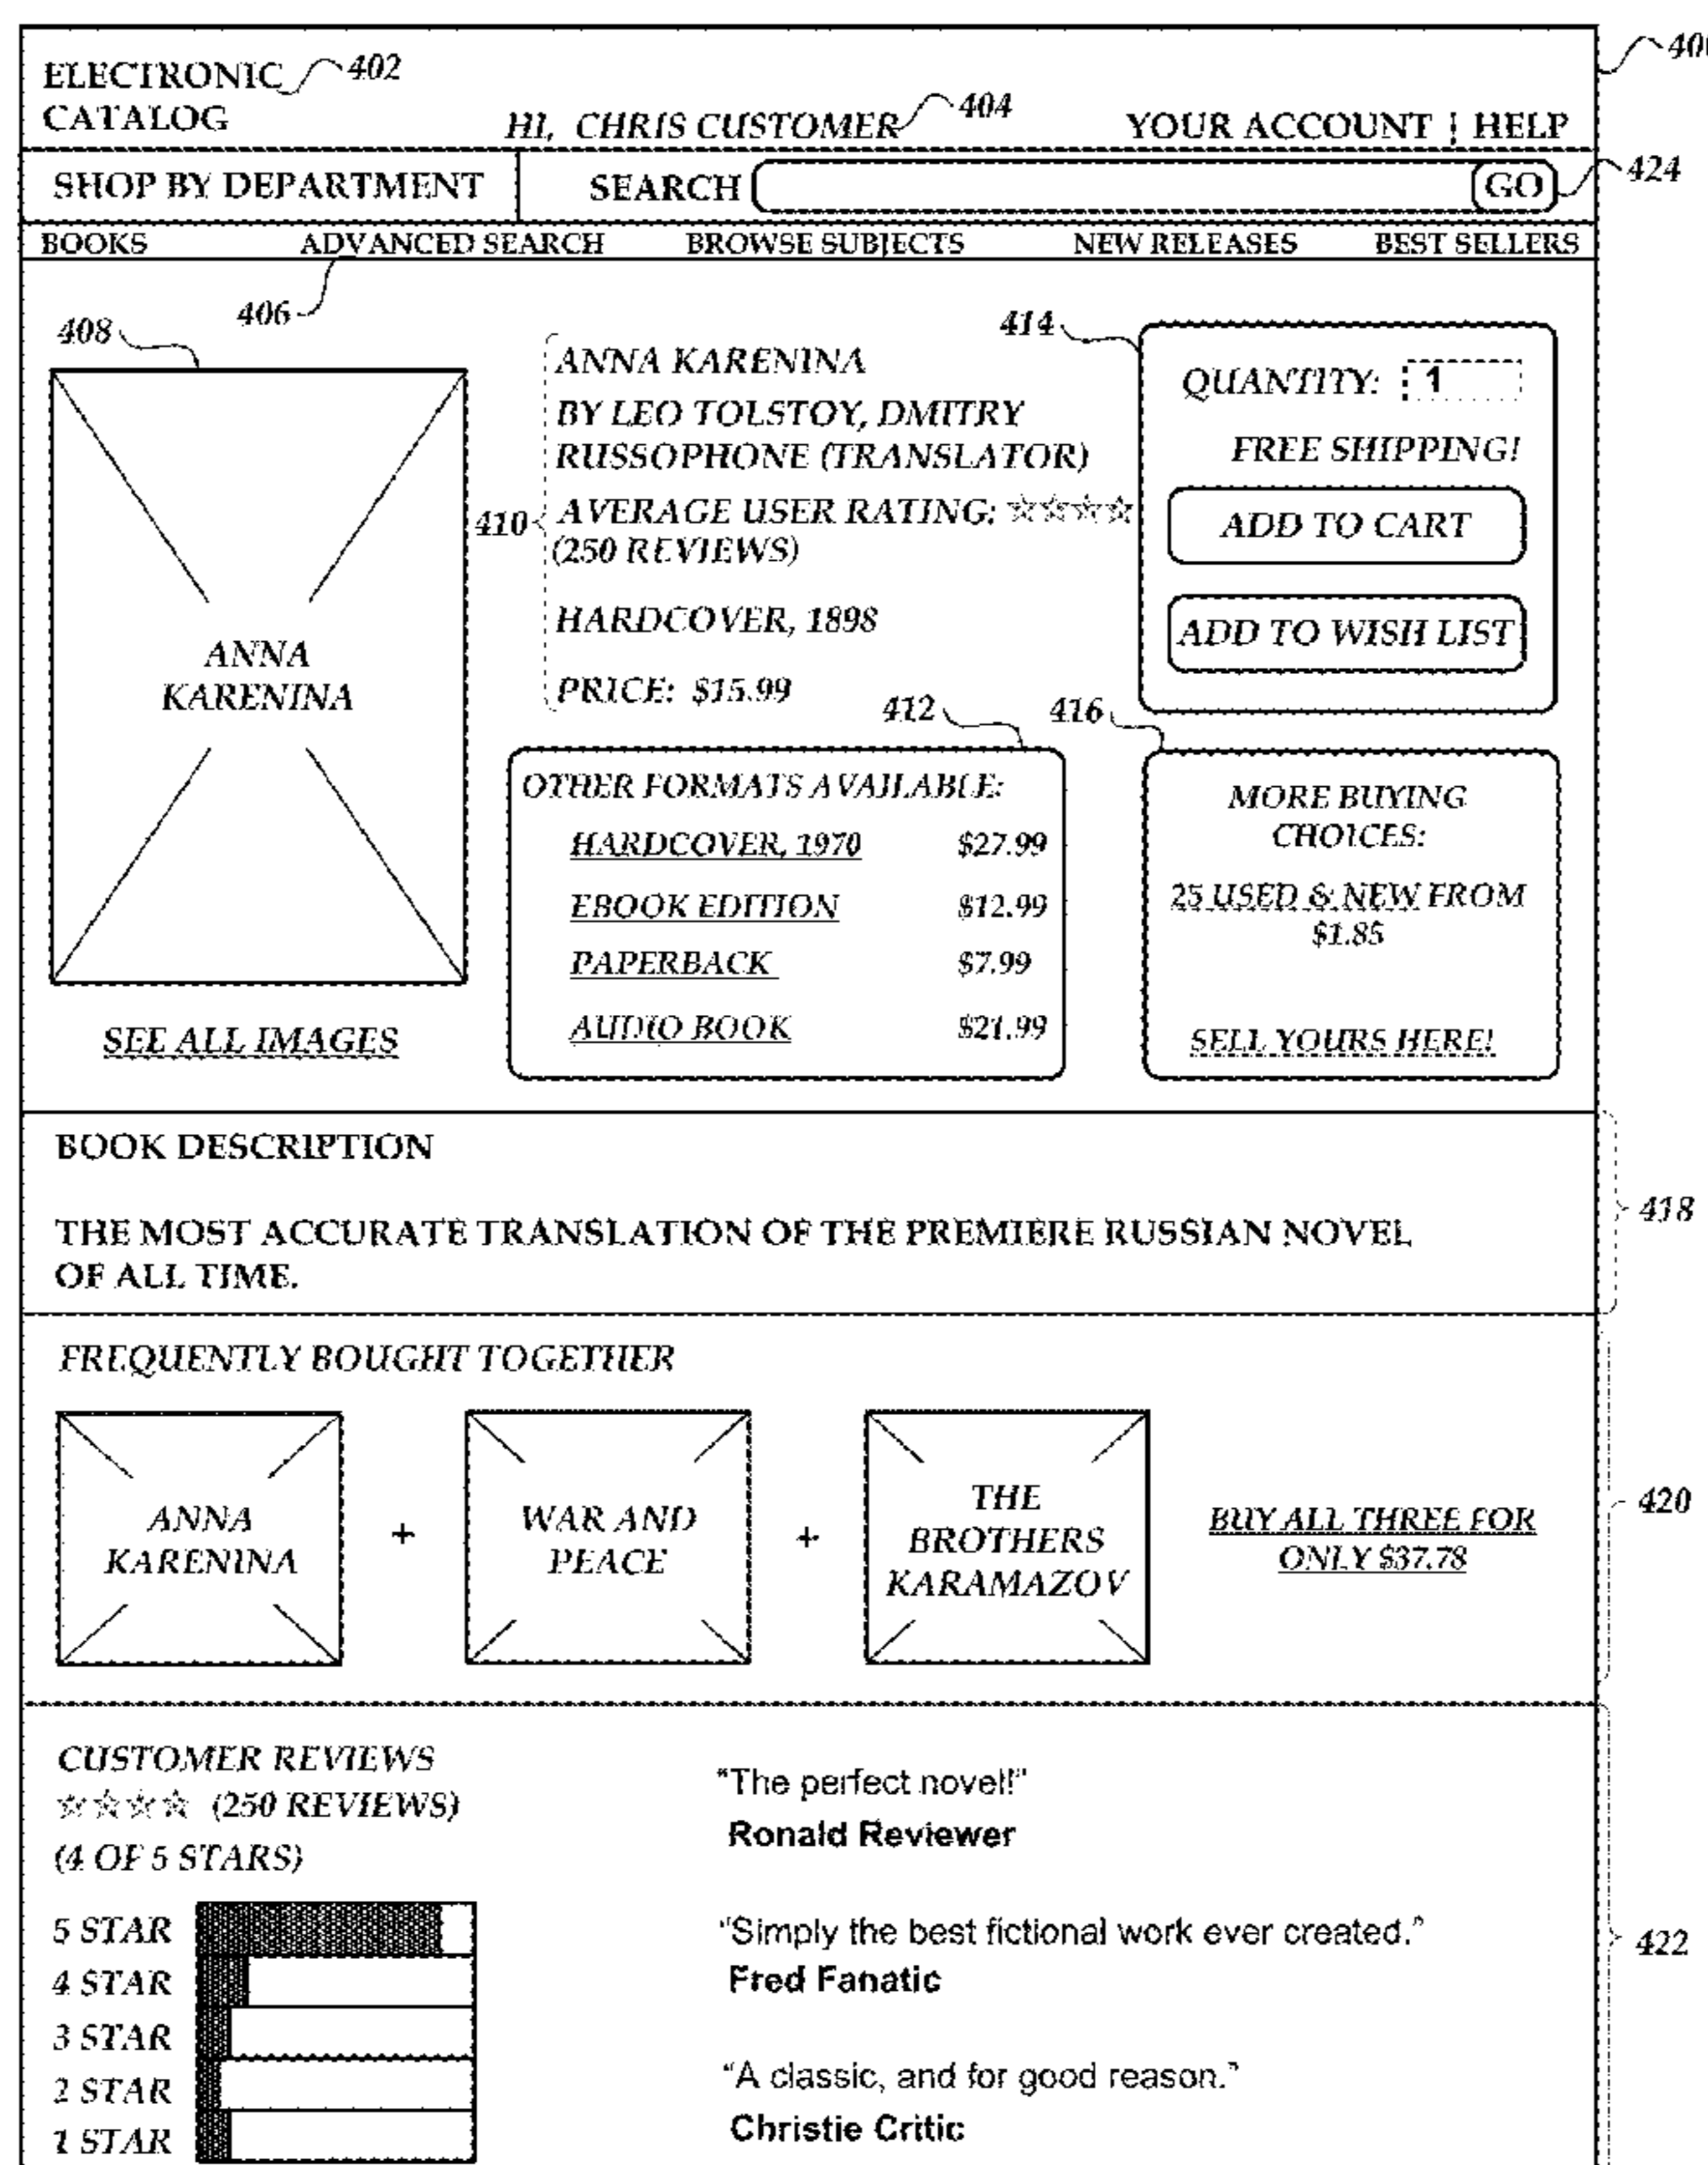 ELECTRONIC 402
CATALOG
HI, CHRIS CUSTOMER 404
YOUR ACCOUNT | HELP
SHOP BY DEPARTMENT
SEARCH
GO
424
BOOKS ADVANCED SEARCH BROWSE SUBJECTS NEW RELEASES BEST SELLERS
406
408
ANNA
KARENINA
SEE ALL IMAGES
410
ANNA KARENINA
BY LEO TOLSTOY, DMITRY
RUSSOPHONE (TRANSLATOR)
AVERAGE USER RATING: ☆☆☆☆
(250 REVIEWS)
HARDCOVER, 1898
PRICE: $15.99
414
QUANTITY: 1
FREE SHIPPING!
ADD TO CART
ADD TO WISH LIST
412
OTHER FORMATS AVAILABLE:
HARDCOVER, 1970 $27.99
EBOOK EDITION $12.99
PAPERBACK $7.99
AUDIO BOOK $21.99
416
MORE BUYING
CHOICES:
25 USED & NEW FROM
$1.85
SELL YOURS HERE!
BOOK DESCRIPTION
THE MOST ACCURATE TRANSLATION OF THE PREMIERE RUSSIAN NOVEL
OF ALL TIME.
418
FREQUENTLY BOUGHT TOGETHER
ANNA
KARENINA
+
WAR AND
PEACE
+
THE
BROTHERS
KARAMAZOV
BUY ALL THREE FOR
ONLY $37.78
420
CUSTOMER REVIEWS
☆☆☆☆ (250 REVIEWS)
(4 OF 5 STARS)
5 STAR
4 STAR
3 STAR
2 STAR
1 STAR
"The perfect novel!"
Ronald Reviewer
"Simply the best fictional work ever created."
Fred Fanatic
"A classic, and for good reason."
Christie Critic
422